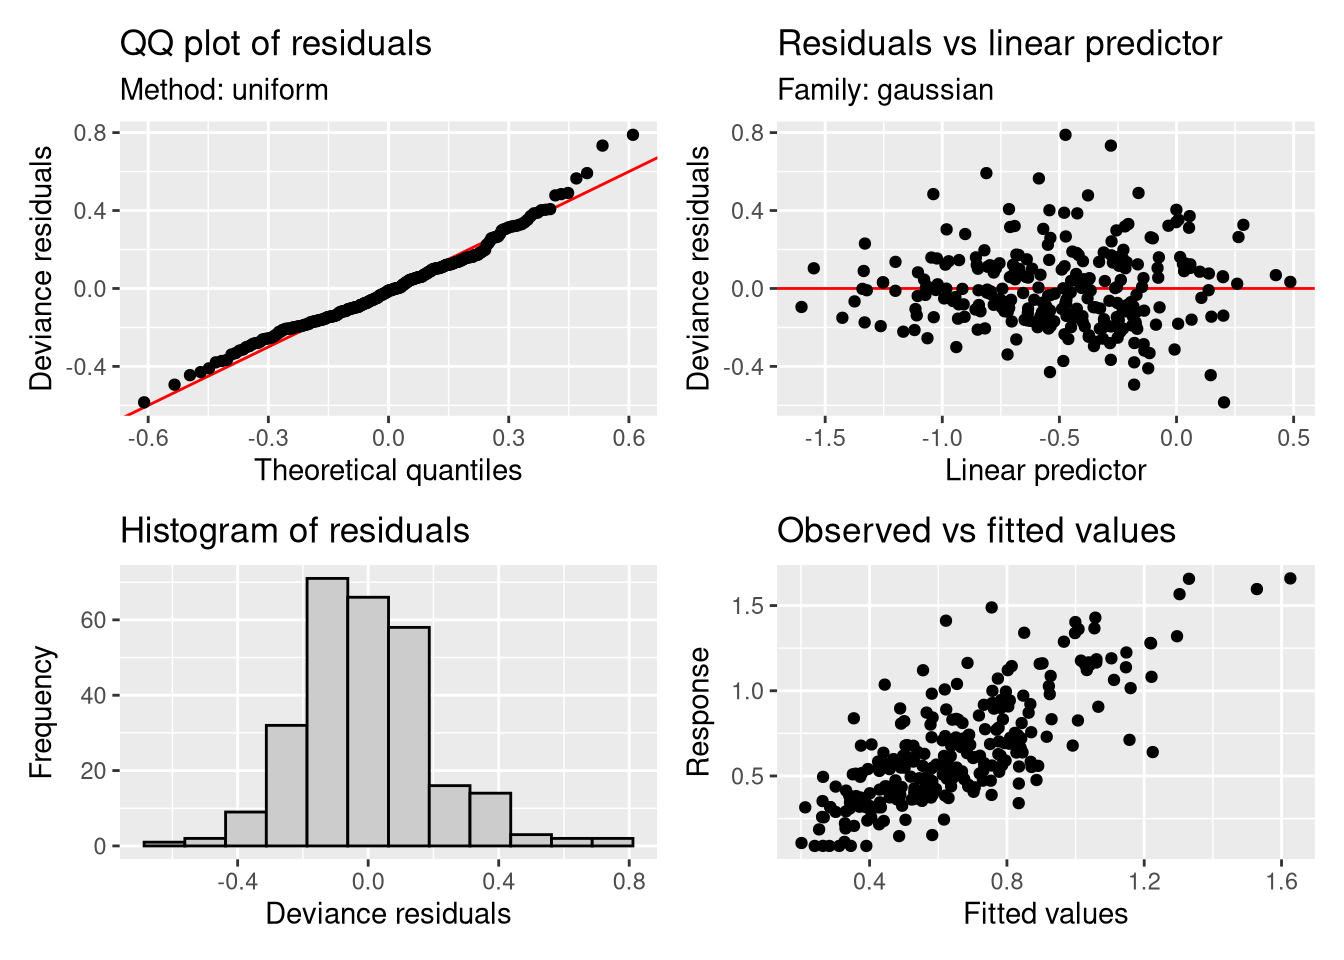 QQ plot of residuals
Method: uniform
0.8
0.4
0.0
-0.4
-0.6
-0.3
0.0
0.3
0.6
Deviance residuals
Theoretical quantiles
Residuals vs linear predictor
Family: gaussian
0.8
0.4
0.0
-0.4
-1.5
-1.0
-0.5
0.0
0.5
Deviance residuals
Linear predictor
Histogram of residuals
60
40
20
0
-0.4
0.0
0.4
0.8
Frequency
Deviance residuals
Observed vs fitted values
1.5
1.0
0.5
0.4
0.8
1.2
1.6
Response
Fitted values